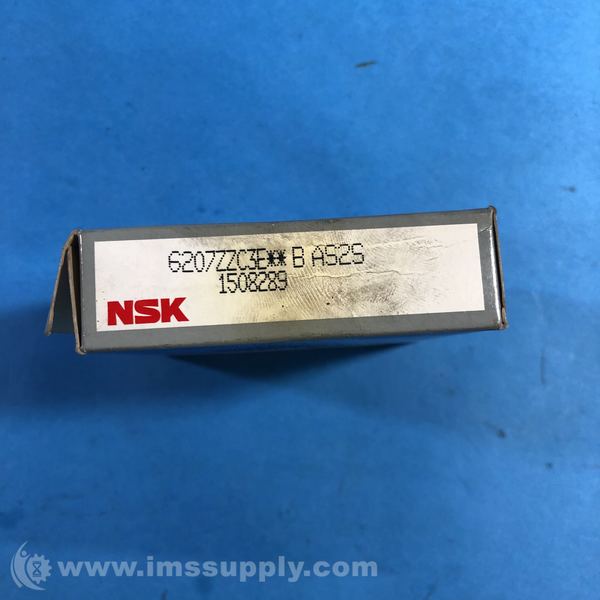 6207ZZC3E** B AS2S
1508289
NSK
www.imssupply.com